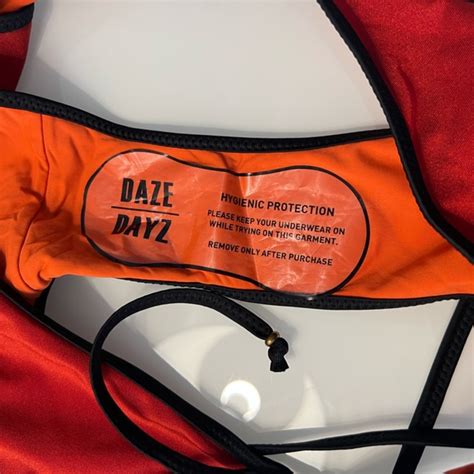 DAZE
DAYZ
HYGIENIC PROTECTION
PLEASE KEEP YOUR UNDERWEAR ON
WHILE TRYING ON THIS GARMENT.
REMOVE ONLY AFTER PURCHASE